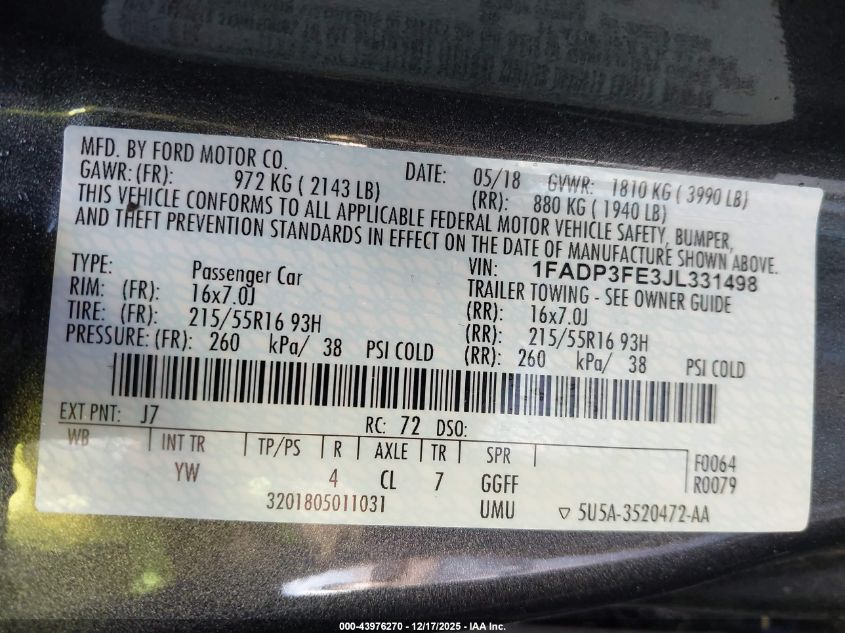 MFD. BY FORD MOTOR CO.
DATE: 05/18 GVWR: 1810 KG ( 3990 LB)
GAWR: (FR): 972 KG ( 2143 LB) (RR): 880 KG ( 1940 LB)
THIS VEHICLE CONFORMS TO ALL APPLICABLE FEDERAL MOTOR VEHICLE SAFETY, BUMPER,
AND THEFT PREVENTION STANDARDS IN EFFECT ON THE DATE OF MANUFACTURE SHOWN ABOVE.
VIN: 1FADP3FE3JL331498
TYPE: Passenger Car TRAILER TOWING - SEE OWNER GUIDE
RIM: (FR): 16x7.0J (RR): 16x7.0J
TIRE: (FR): 215/55R16 93H (RR): 215/55R16 93H
PRESSURE: (FR): 260 kPa/ 38 PSI COLD (RR): 260 kPa/ 38 PSI COLD
EXT PNT: J7 RC: 72 DSO:
WB INT TR TP/PS R AXLE TR SPR F0064
YW 4 CL 7 GGFF R0079
3201805011031 UMU ▽ 5U5A-3520472-AA
000-43976270 - 12/17/2025 - IAA Inc.